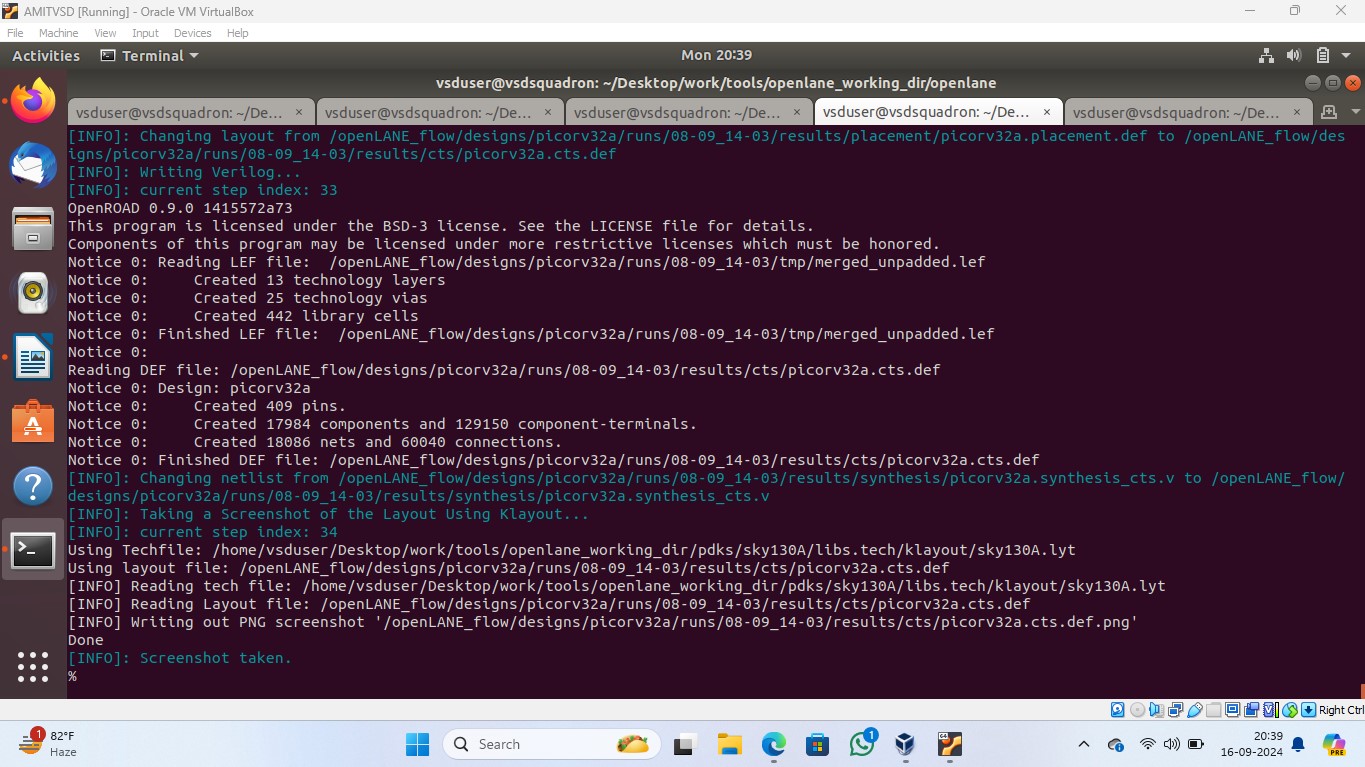 AMITVSD [Running] - Oracle VM VirtualBox
File Machine View Input Devices Help
Activities Terminal Mon 20:39
vsduser@vsdsquadron: ~/Desktop/work/tools/openlane_working_dir/openlane
vsduser@vsdsquadron: ~/De... × vsduser@vsdsquadron: ~/De... × vsduser@vsdsquadron: ~/De... × vsduser@vsdsquadron: ~/De... × vsduser@vsdsquadron: ~/De... ×
[INFO]: Changing layout from /openLANE_flow/designs/picorv32a/runs/08-09_14-03/results/placement/picorv32a.placement.def to /openLANE_flow/des
igns/picorv32a/runs/08-09_14-03/results/cts/picorv32a.cts.def
[INFO]: Writing Verilog...
[INFO]: current step index: 33
OpenROAD 0.9.0 1415572a73
This program is licensed under the BSD-3 license. See the LICENSE file for details.
Components of this program may be licensed under more restrictive licenses which must be honored.
Notice 0: Reading LEF file:  /openLANE_flow/designs/picorv32a/runs/08-09_14-03/tmp/merged_unpadded.lef
Notice 0:     Created 13 technology layers
Notice 0:     Created 25 technology vias
Notice 0:     Created 442 library cells
Notice 0: Finished LEF file:  /openLANE_flow/designs/picorv32a/runs/08-09_14-03/tmp/merged_unpadded.lef
Notice 0:
Reading DEF file: /openLANE_flow/designs/picorv32a/runs/08-09_14-03/results/cts/picorv32a.cts.def
Notice 0: Design: picorv32a
Notice 0:     Created 409 pins.
Notice 0:     Created 17984 components and 129150 component-terminals.
Notice 0:     Created 18086 nets and 60040 connections.
Notice 0: Finished DEF file: /openLANE_flow/designs/picorv32a/runs/08-09_14-03/results/cts/picorv32a.cts.def
[INFO]: Changing netlist from /openLANE_flow/designs/picorv32a/runs/08-09_14-03/results/synthesis/picorv32a.synthesis_cts.v to /openLANE_flow/
designs/picorv32a/runs/08-09_14-03/results/synthesis/picorv32a.synthesis_cts.v
[INFO]: Taking a Screenshot of the Layout Using Klayout...
[INFO]: current step index: 34
Using Techfile: /home/vsduser/Desktop/work/tools/openlane_working_dir/pdks/sky130A/libs.tech/klayout/sky130A.lyt
Using layout file: /openLANE_flow/designs/picorv32a/runs/08-09_14-03/results/cts/picorv32a.cts.def
[INFO] Reading tech file: /home/vsduser/Desktop/work/tools/openlane_working_dir/pdks/sky130A/libs.tech/klayout/sky130A.lyt
[INFO] Reading Layout file: /openLANE_flow/designs/picorv32a/runs/08-09_14-03/results/cts/picorv32a.cts.def
[INFO] Writing out PNG screenshot '/openLANE_flow/designs/picorv32a/runs/08-09_14-03/results/cts/picorv32a.cts.def.png'
Done
[INFO]: Screenshot taken.
%
Right Ctrl
1 82°F
Haze
Search
1
20:39
16-09-2024
PRE